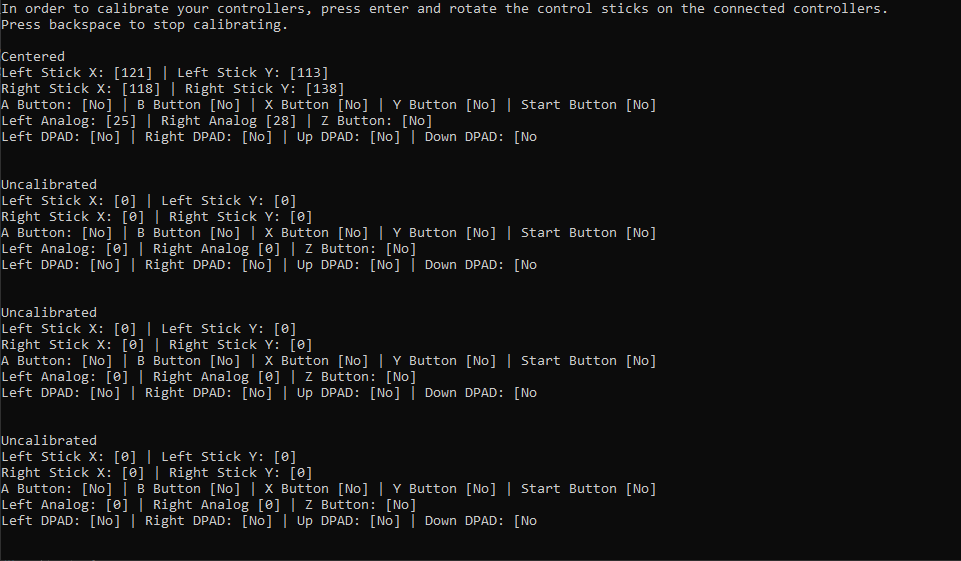 In order to calibrate your controllers, press enter and rotate the control sticks on the connected controllers.
Press backspace to stop calibrating.
Centered
Left Stick X: [121] | Left Stick Y: [113]
Right Stick X: [118] | Right Stick Y: [138]
A Button: [No] | B Button [No] | X Button [No] | Y Button [No] | Start Button [No]
Left Analog: [25] | Right Analog [28] | Z Button: [No]
Left DPAD: [No] | Right DPAD: [No] | Up DPAD: [No] | Down DPAD: [No
Uncalibrated
Left Stick X: [0] | Left Stick Y: [0]
Right Stick X: [0] | Right Stick Y: [0]
A Button: [No] | B Button [No] | X Button [No] | Y Button [No] | Start Button [No]
Left Analog: [0] | Right Analog [0] | Z Button: [No]
Left DPAD: [No] | Right DPAD: [No] | Up DPAD: [No] | Down DPAD: [No
Uncalibrated
Left Stick X: [0] | Left Stick Y: [0]
Right Stick X: [0] | Right Stick Y: [0]
A Button: [No] | B Button [No] | X Button [No] | Y Button [No] | Start Button [No]
Left Analog: [0] | Right Analog [0] | Z Button: [No]
Left DPAD: [No] | Right DPAD: [No] | Up DPAD: [No] | Down DPAD: [No
Uncalibrated
Left Stick X: [0] | Left Stick Y: [0]
Right Stick X: [0] | Right Stick Y: [0]
A Button: [No] | B Button [No] | X Button [No] | Y Button [No] | Start Button [No]
Left Analog: [0] | Right Analog [0] | Z Button: [No]
Left DPAD: [No] | Right DPAD: [No] | Up DPAD: [No] | Down DPAD: [No